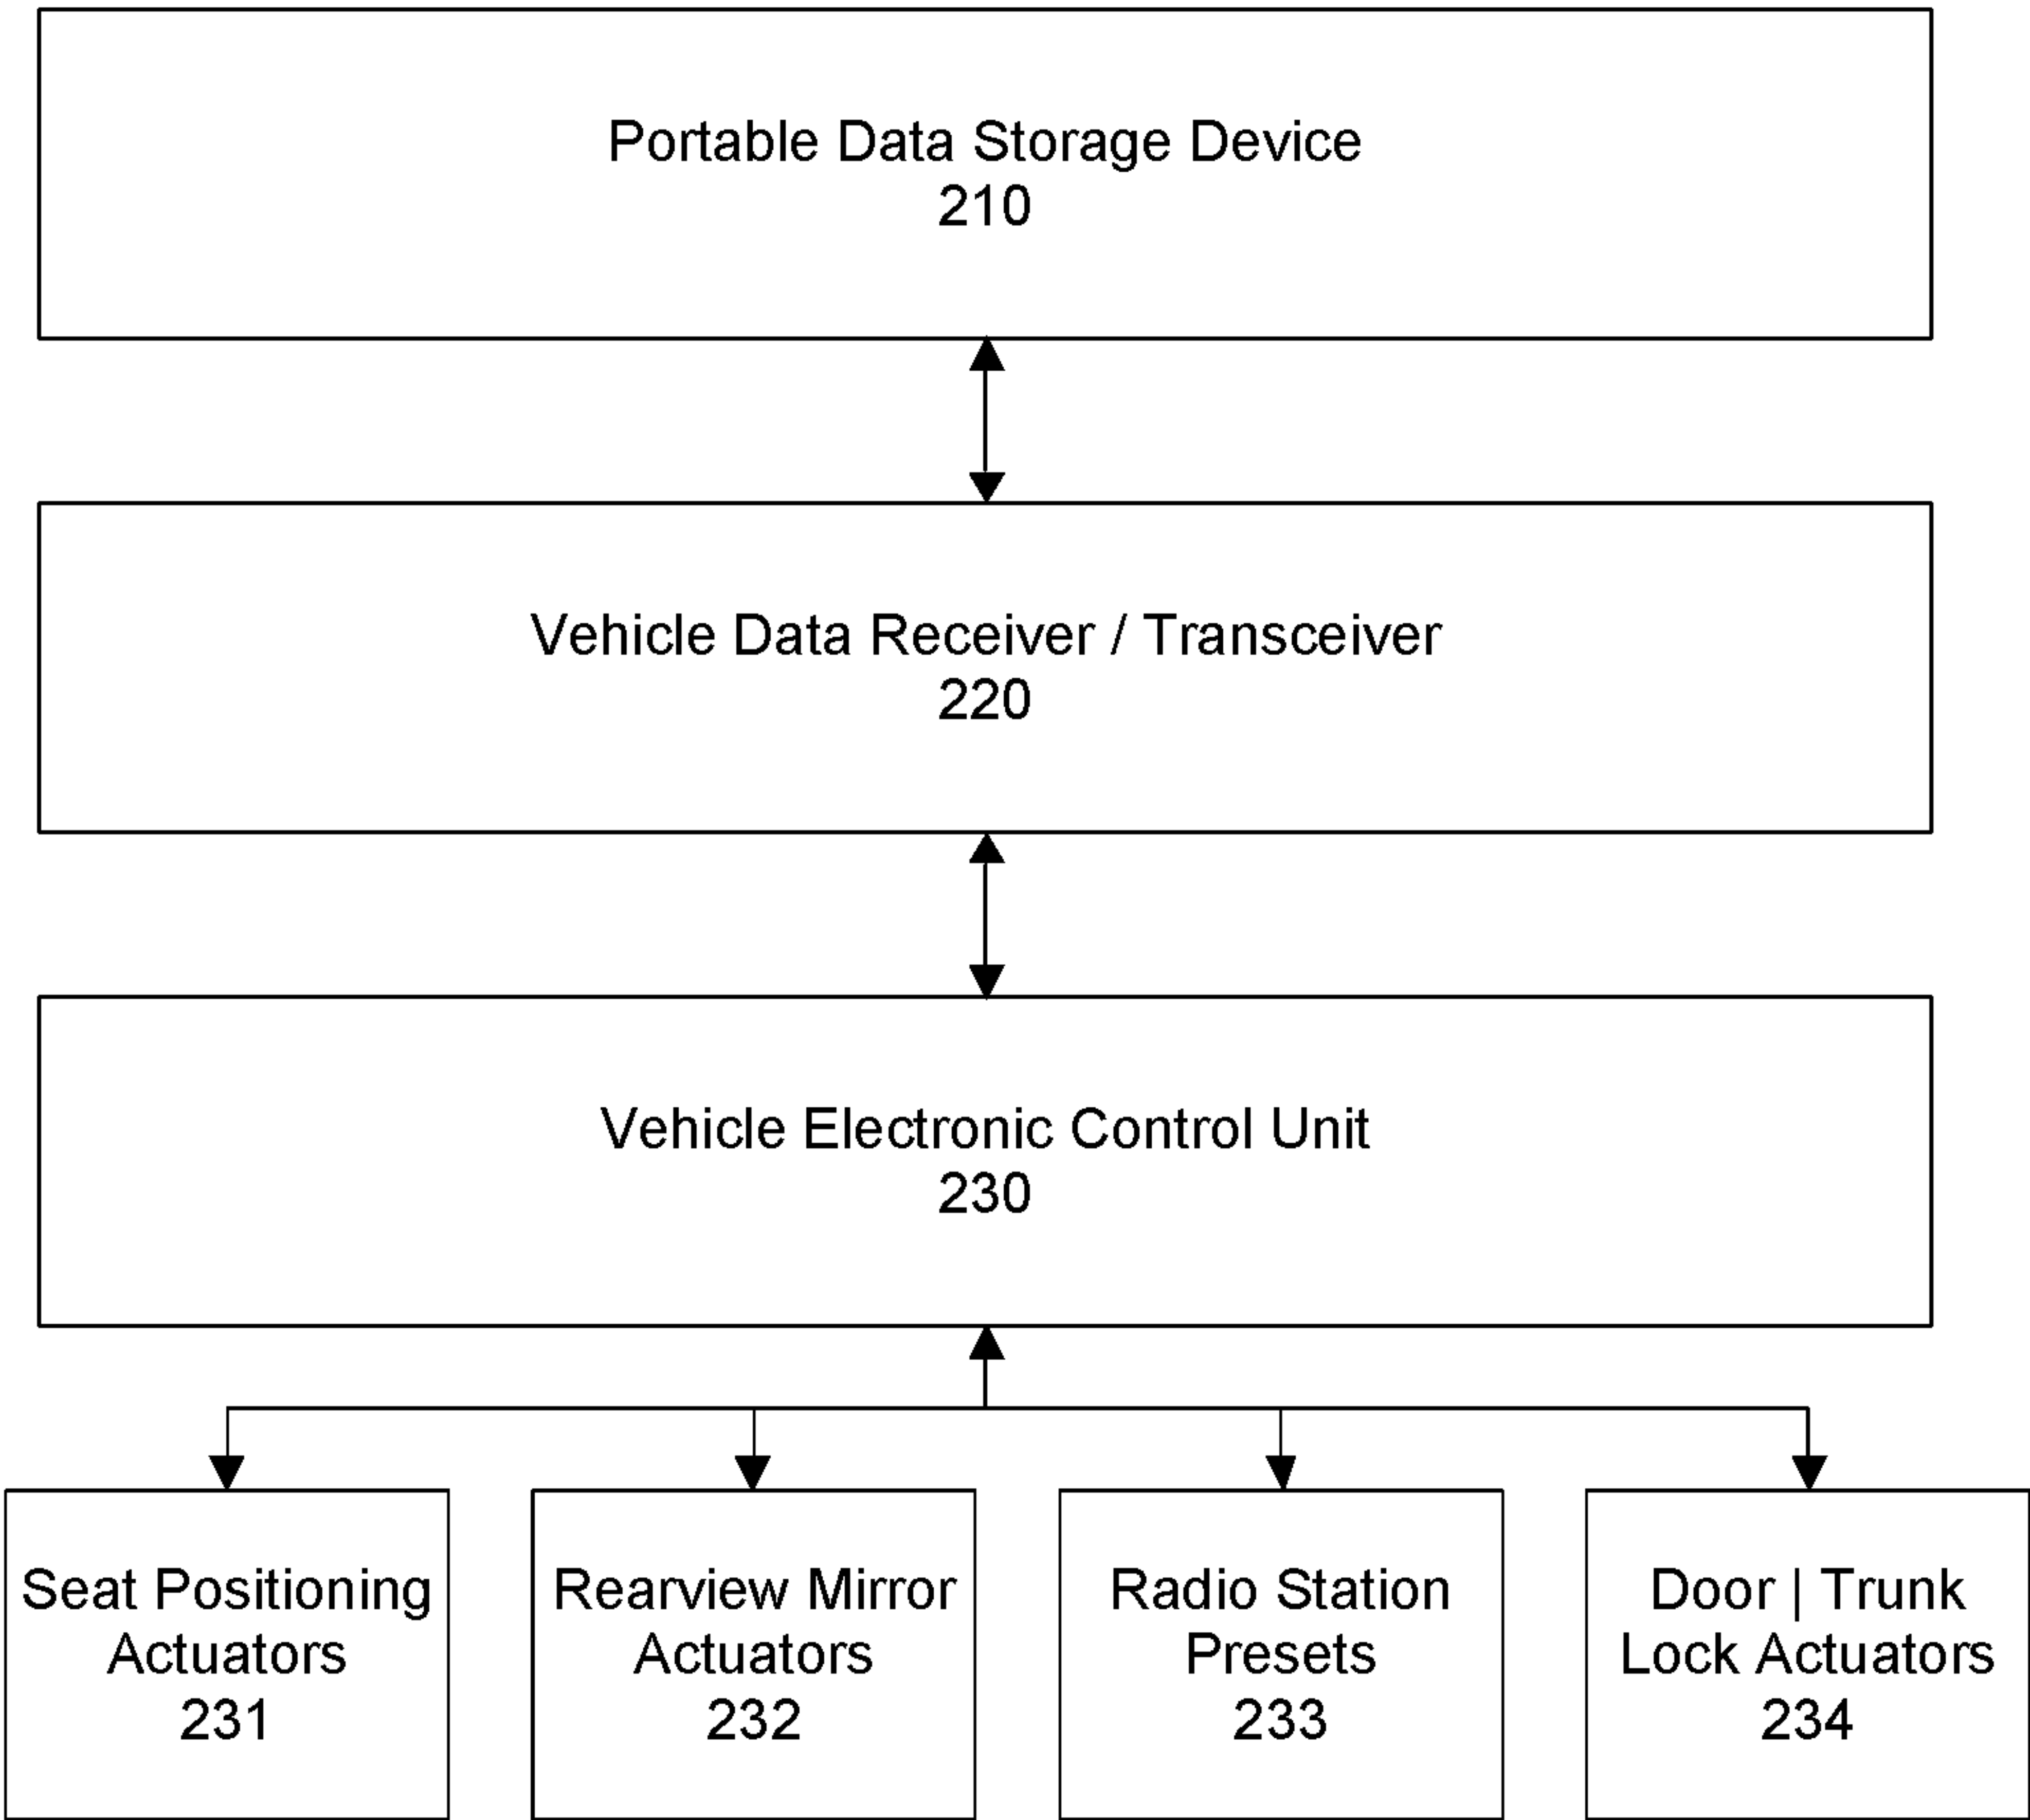 Portable Data Storage Device
210
Vehicle Data Receiver / Transceiver
220
Vehicle Electronic Control Unit
230
Seat Positioning
Actuators
231
Rearview Mirror
Actuators
232
Radio Station
Presets
233
Door | Trunk
Lock Actuators
234